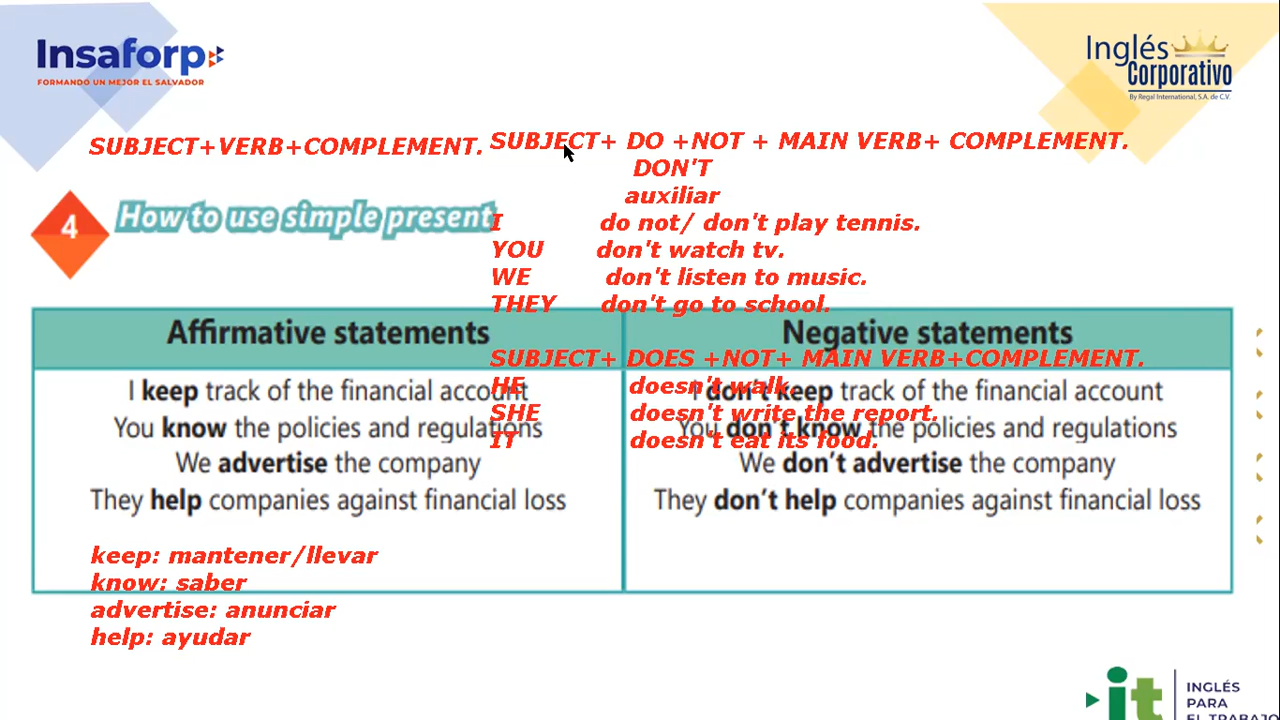 Insaforp
FORMANDO UN MEJOR EL SALVADOR
Inglés
Corporativo
By Regal International, S.A. de C.V.
SUBJECT+VERB+COMPLEMENT.
SUBJECT+ DO +NOT + MAIN VERB+ COMPLEMENT.
DON'T
auxiliar
4
How to use simple present
I do not/ don't play tennis.
YOU don't watch tv.
WE don't listen to music.
THEY don't go to school.
Affirmative statements
I keep track of the financial account
You know the policies and regulations
We advertise the company
They help companies against financial loss
Negative statements
SUBJECT+ DOES +NOT+ MAIN VERB+COMPLEMENT.
HE doesn't walk.
SHE doesn't write the report.
IT doesn't eat its food.
I don't keep track of the financial account
You don't know the policies and regulations
We don't advertise the company
They don't help companies against financial loss
keep: mantener/llevar
know: saber
advertise: anunciar
help: ayudar
it
INGLÉS
PARA
EL TRABAJO